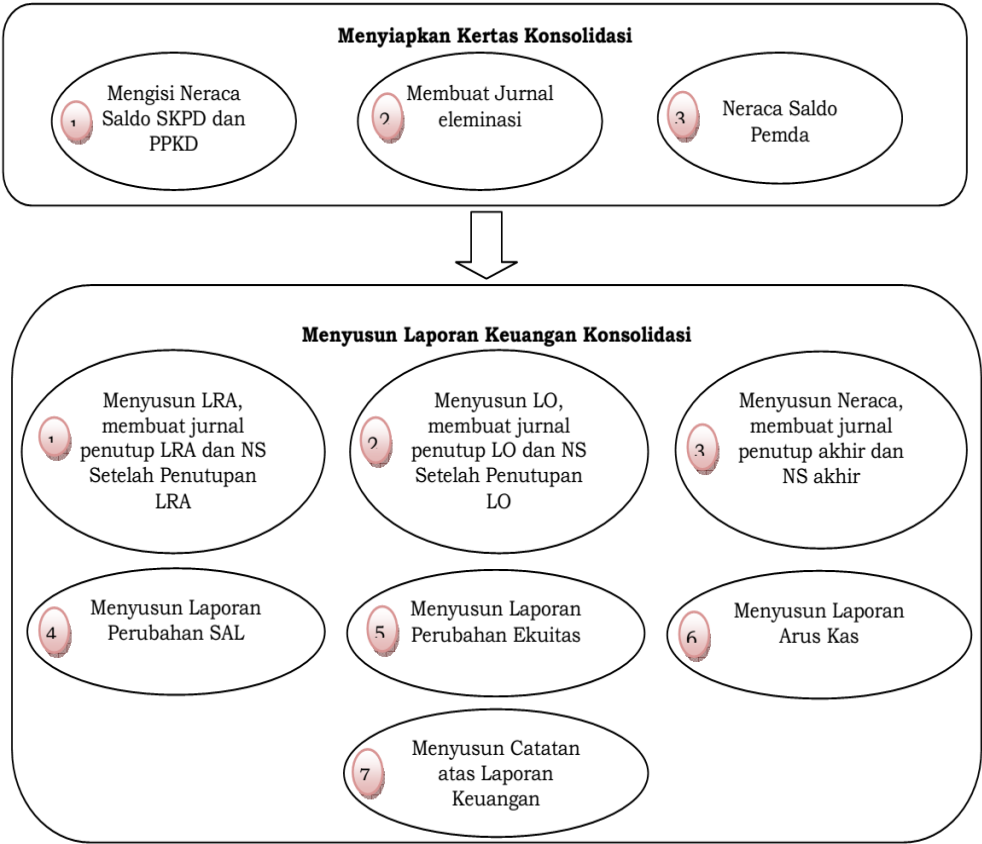 Menyiapkan Kertas Konsolidasi
1
Mengisi Neraca
Saldo SKPD dan
PPKD
2
Membuat Jurnal
eleminasi
3
Neraca Saldo
Pemda
Menyusun Laporan Keuangan Konsolidasi
1
Menyusun LRA,
membuat jurnal
penutup LRA dan NS
Setelah Penutupan
LRA
2
Menyusun LO,
membuat jurnal
penutup LO dan NS
Setelah Penutupan
LO
3
Menyusun Neraca,
membuat jurnal
penutup akhir dan
NS akhir
4
Menyusun Laporan
Perubahan SAL
5
Menyusun Laporan
Perubahan Ekuitas
6
Menyusun Laporan
Arus Kas
7
Menyusun Catatan
atas Laporan
Keuangan